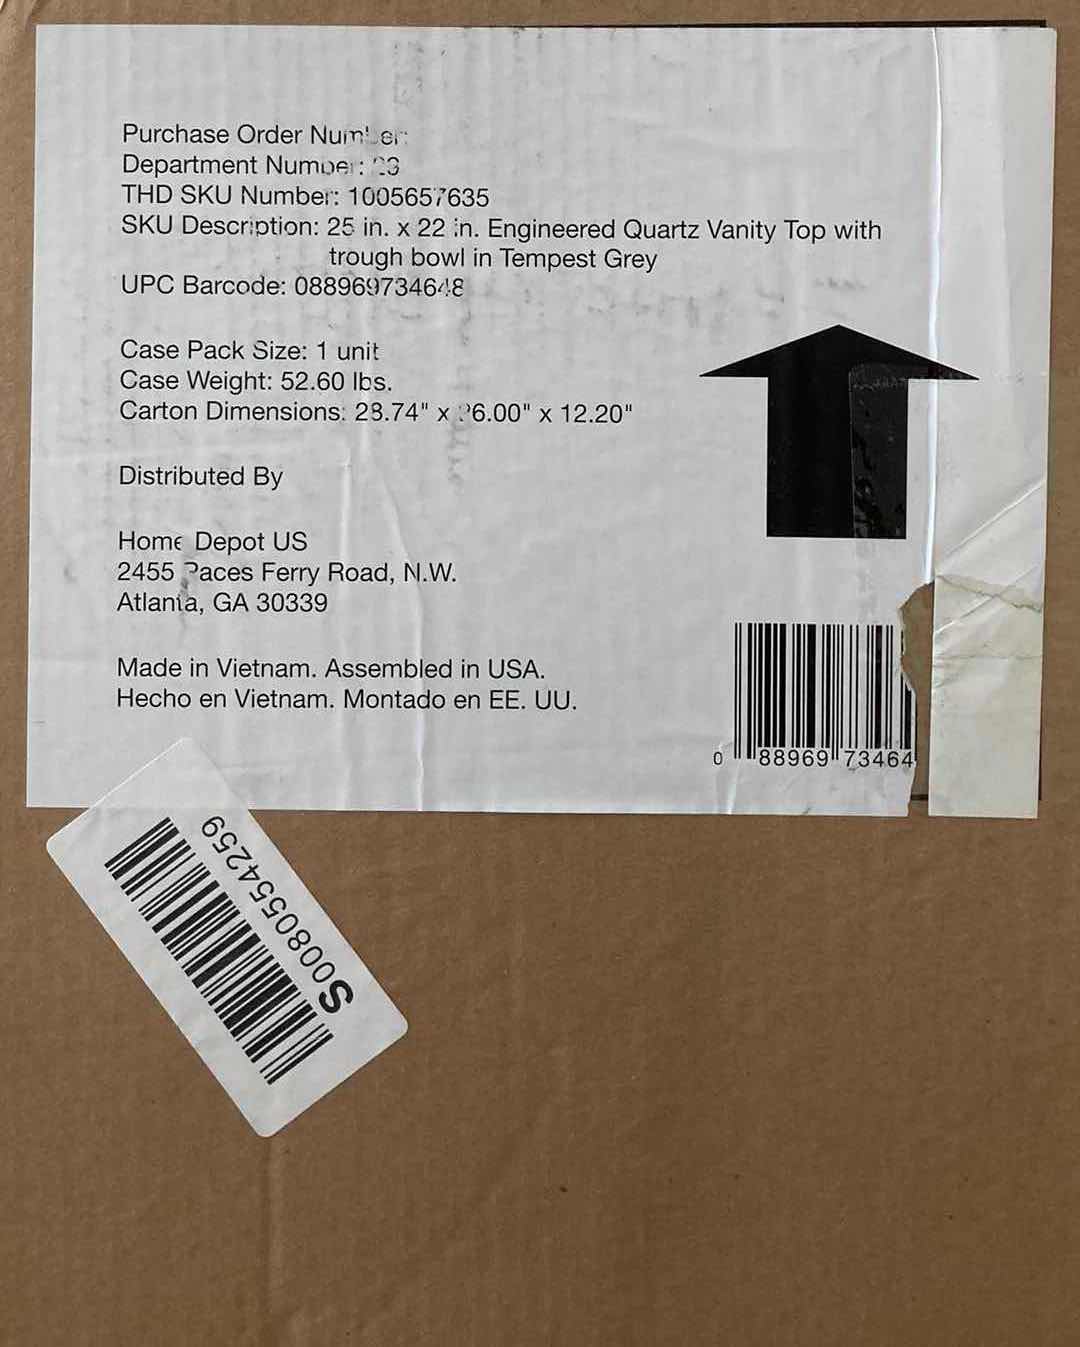 Purchase Order Number:
Department Number:
THD SKU Number: 1005657635
SKU Description: 25 in. x 22 in. Engineered Quartz Vanity Top with
trough bowl in Tempest Grey
UPC Barcode: 088969734648
Case Pack Size: 1 unit
Case Weight: 52.60 lbs.
Carton Dimensions: 28.74" x 26.00" x 12.20"
Distributed By
Home Depot US
2455 Paces Ferry Road, N.W.
Atlanta, GA 30339
Made in Vietnam. Assembled in USA.
Hecho en Vietnam. Montado en EE. UU.
0 88969 73464
S0080554259